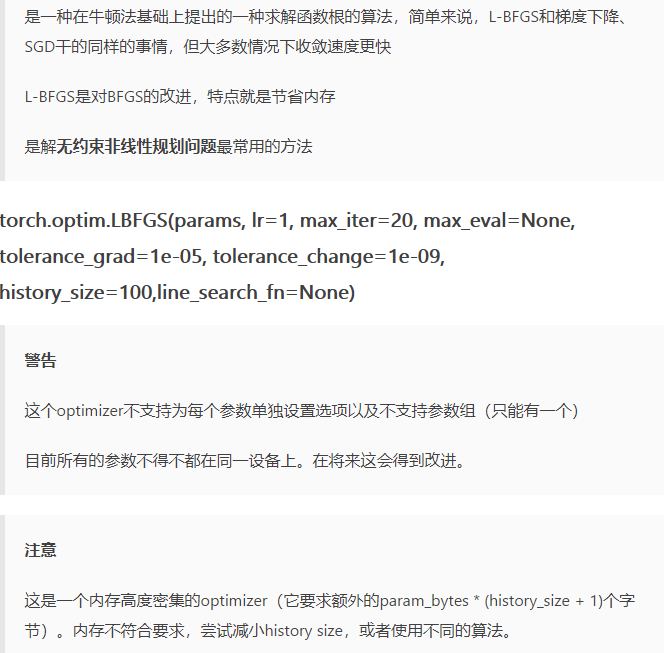 是一种在牛顿法基础上提出的一种求解函数根的算法，简单来说，L-BFGS和梯度下降、
SGD干的同样的事情，但大多数情况下收敛速度更快
L-BFGS是对BFGS的改进，特点就是节省内存
是解无约束非线性规划问题最常用的方法
torch.optim.LBFGS(params, lr=1, max_iter=20, max_eval=None,
tolerance_grad=1e-05, tolerance_change=1e-09,
history_size=100,line_search_fn=None)
警告
这个optimizer不支持为每个参数单独设置选项以及不支持参数组（只能有一个）
目前所有的参数不得不都在同一设备上。在将来这会得到改进。
注意
这是一个内存高度密集的optimizer（它要求额外的param_bytes * (history_size + 1)个字
节）。内存不符合要求，尝试减小history size，或者使用不同的算法。